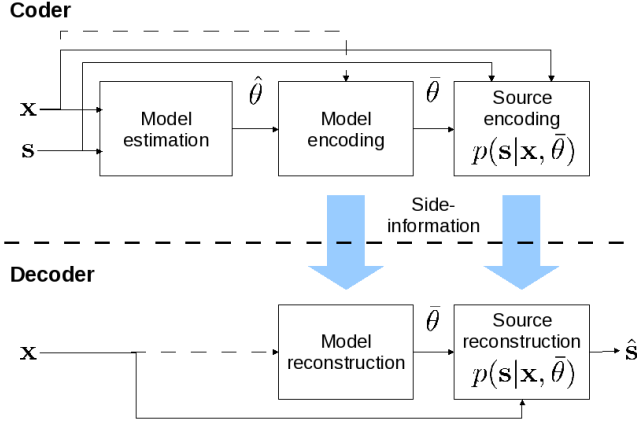 Coder
x
s
Model
estimation
θ̂
Model
encoding
θ̄
Source
encoding
p(s|x, θ̄)
Side-
information
Decoder
x
Model
reconstruction
θ̄
Source
reconstruction
p(s|x, θ̄)
ŝ